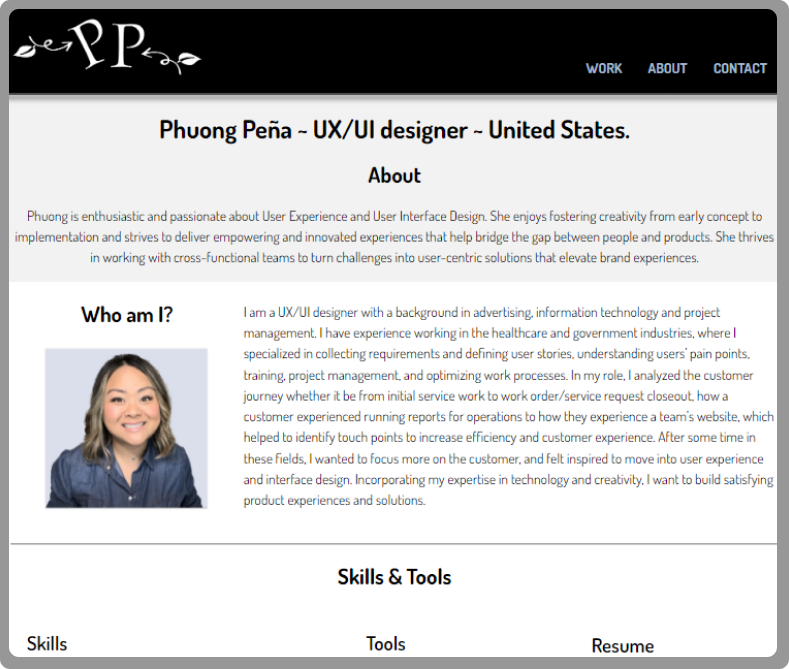 PP
WORK ABOUT CONTACT
Phuong Peña ~ UX/UI designer ~ United States.
About
Phuong is enthusiastic and passionate about User Experience and User Interface Design. She enjoys fostering creativity from early concept to
implementation and strives to deliver empowering and innovated experiences that help bridge the gap between people and products. She thrives
in working with cross-functional teams to turn challenges into user-centric solutions that elevate brand experiences.
Who am I?
I am a UX/UI designer with a background in advertising, information technology and project
management. I have experience working in the healthcare and government industries, where I
specialized in collecting requirements and defining user stories, understanding users' pain points,
training, project management, and optimizing work processes. In my role, I analyzed the customer
journey whether it be from initial service work to work order/service request closeout, how a
customer experienced running reports for operations to how they experience a team's website, which
helped to identify touch points to increase efficiency and customer experience. After some time in
these fields, I wanted to focus more on the customer, and felt inspired to move into user experience
and interface design. Incorporating my expertise in technology and creativity, I want to build satisfying
product experiences and solutions.
Skills & Tools
Skills Tools Resume